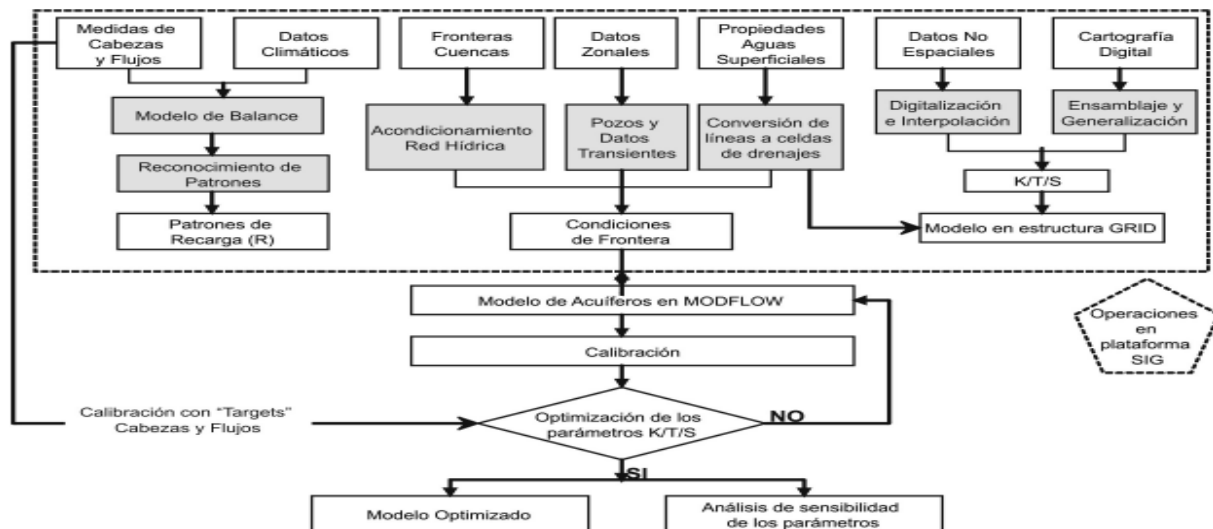 Medidas de
Cabezas
y Flujos
Datos
Climáticos
Fronteras
Cuencas
Datos
Zonales
Propiedades
Aguas
Superficiales
Datos No
Espaciales
Cartografía
Digital
Modelo de Balance
Acondicionamiento
Red Hídrica
Pozos y
Datos
Transientes
Conversión de
líneas a celdas
de drenajes
Digitalización
e Interpolación
Ensamblaje y
Generalización
Reconocimiento de
Patrones
K/T/S
Patrones de
Recarga (R)
Condiciones
de Frontera
Modelo en estructura GRID
Modelo de Acuíferos en MODFLOW
Operaciones
en
plataforma
SIG
Calibración
Calibración con "Targets"
Cabezas y Flujos
Optimización de los
parámetros K/T/S
NO
SI
Modelo Optimizado
Análisis de sensibilidad
de los parámetros